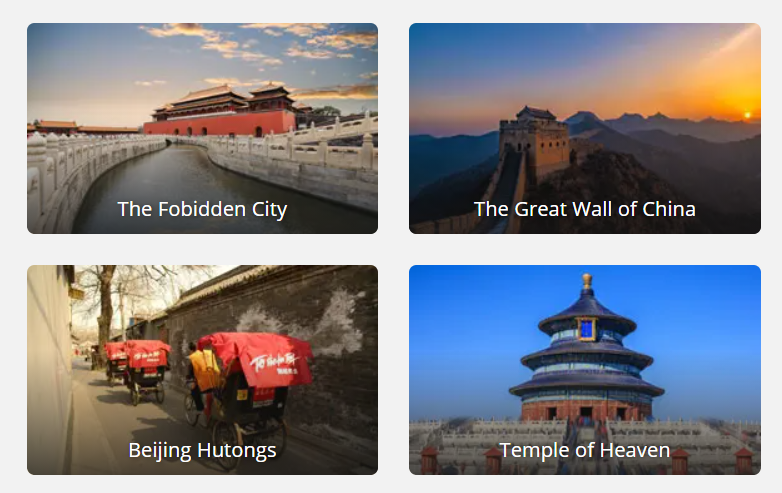 The Fobidden City
The Great Wall of China
Beijing Hutongs
Temple of Heaven